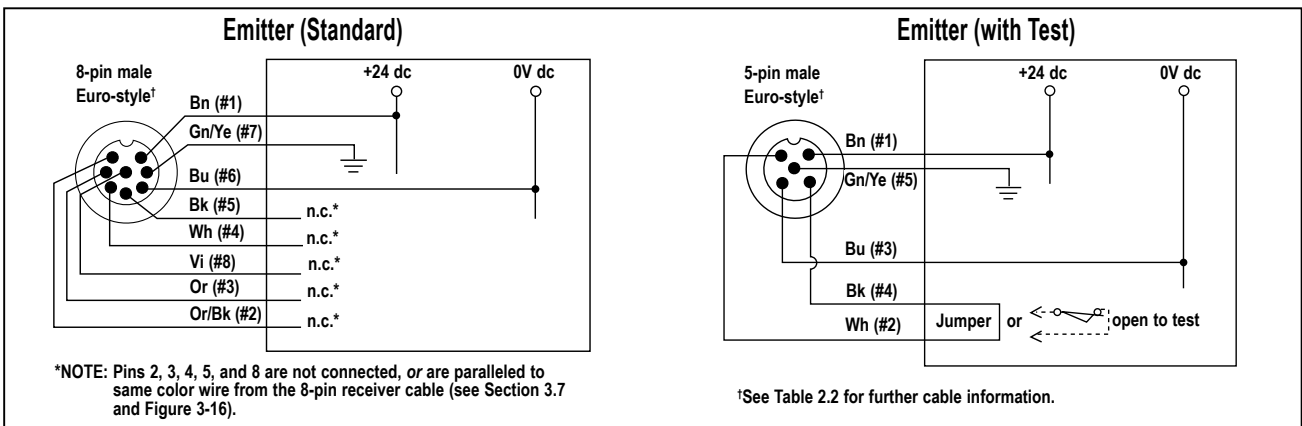 Emitter (Standard)
8-pin male
Euro-style†
+24 dc
0V dc
Bn (#1)
Gn/Ye (#7)
Bu (#6)
Bk (#5)
n.c.*
Wh (#4)
n.c.*
Vi (#8)
n.c.*
Or (#3)
n.c.*
Or/Bk (#2)
n.c.*
*NOTE: Pins 2, 3, 4, 5, and 8 are not connected, or are paralleled to
same color wire from the 8-pin receiver cable (see Section 3.7
and Figure 3-16).
Emitter (with Test)
5-pin male
Euro-style†
+24 dc
0V dc
Bn (#1)
Gn/Ye (#5)
Bu (#3)
Bk (#4)
Wh (#2)
Jumper
or
open to test
†See Table 2.2 for further cable information.